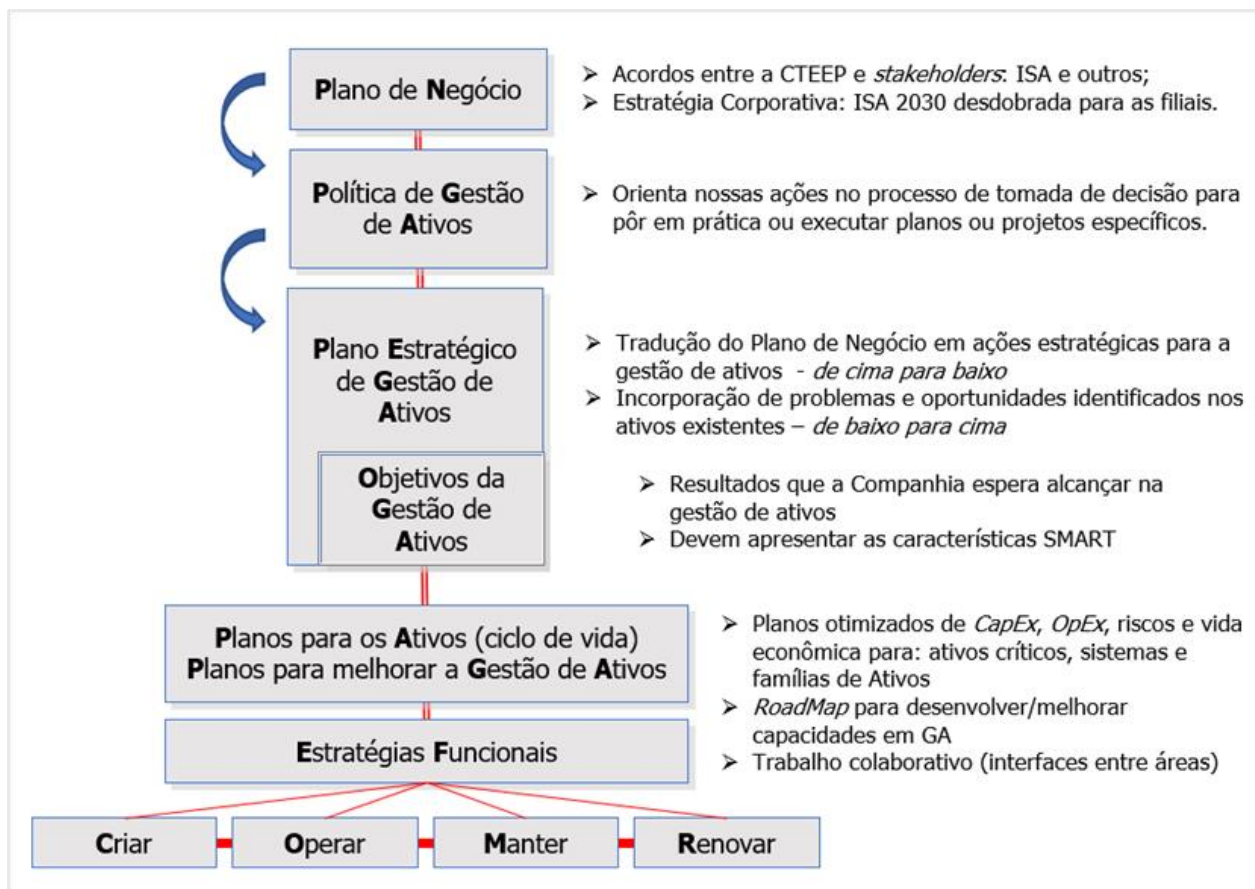 Plano de Negócio
➢ Acordos entre a CTEEP e stakeholders: ISA e outros;
➢ Estratégia Corporativa: ISA 2030 desdobrada para as filiais.
Política de Gestão
de Ativos
➢ Orienta nossas ações no processo de tomada de decisão para
pôr em prática ou executar planos ou projetos específicos.
Plano Estratégico
de Gestão de
Ativos
➢ Tradução do Plano de Negócio em ações estratégicas para a
gestão de ativos - de cima para baixo
➢ Incorporação de problemas e oportunidades identificados nos
ativos existentes – de baixo para cima
Objetivos da
Gestão de
Ativos
➢ Resultados que a Companhia espera alcançar na
gestão de ativos
➢ Devem apresentar as características SMART
Planos para os Ativos (ciclo de vida)
Planos para melhorar a Gestão de Ativos
➢ Planos otimizados de CapEx, OpEx, riscos e vida
econômica para: ativos críticos, sistemas e
famílias de Ativos
➢ RoadMap para desenvolver/melhorar
capacidades em GA
➢ Trabalho colaborativo (interfaces entre áreas)
Estratégias Funcionais
Criar
Operar
Manter
Renovar